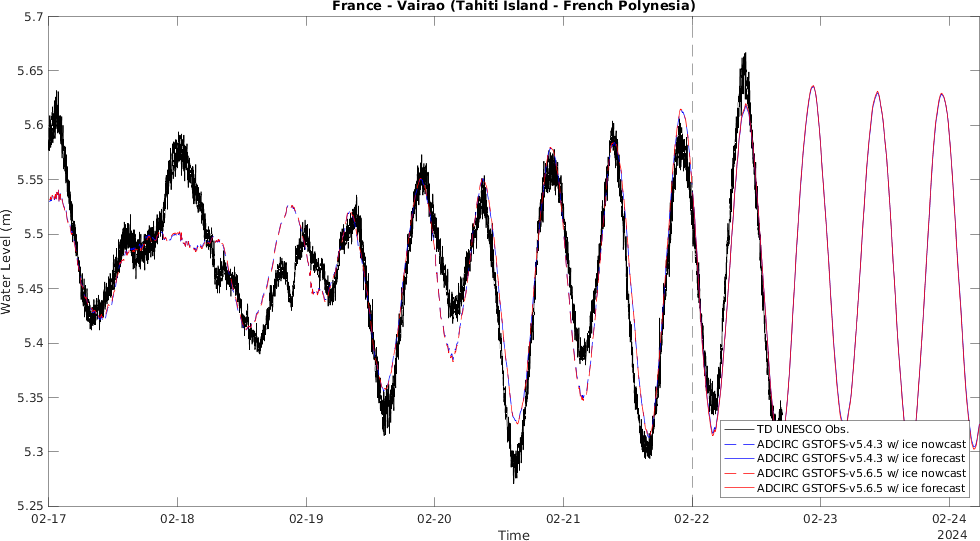 France - Vairao (Tahiti Island - French Polynesia)
5.7
5.65
5.6
5.55
5.5
5.45
5.4
5.35
5.3
5.25
Water Level (m)
TD UNESCO Obs.
ADCIRC GSTOFS-v5.4.3 w/ ice nowcast
ADCIRC GSTOFS-v5.4.3 w/ ice forecast
ADCIRC GSTOFS-v5.6.5 w/ ice nowcast
ADCIRC GSTOFS-v5.6.5 w/ ice forecast
02-17 02-18 02-19 02-20 02-21 02-22 02-23 02-24
Time
2024